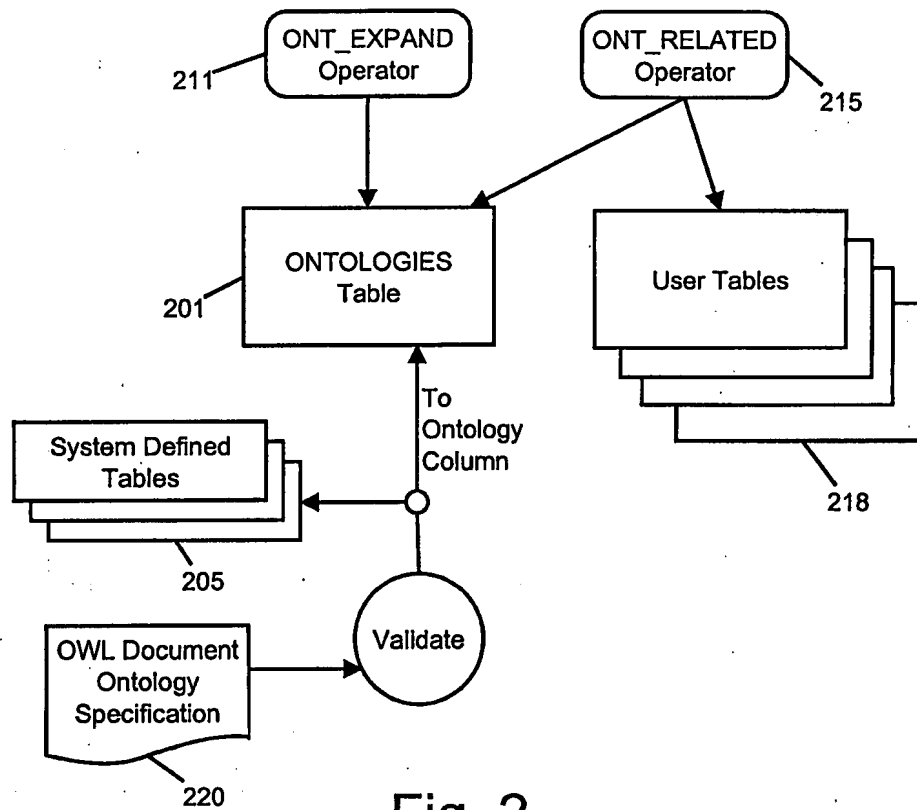 ONT_EXPAND
Operator
211
ONT_RELATED
Operator
215
ONTOLOGIES
Table
201
User Tables
218
To
Ontology
Column
System Defined
Tables
205
Validate
OWL Document
Ontology
Specification
220
Fig. 2